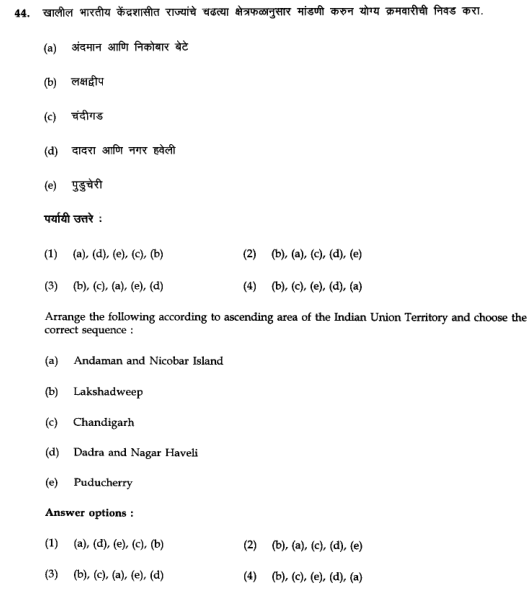 44. खालील भारतीय केंद्रशासीत राज्यांचे चढत्या क्षेत्रफळानुसार मांडणी करुन योग्य क्रमवारीची निवड करा.
(a) अंदमान आणि निकोबार बेटे
(b) लक्षद्वीप
(c) चंदीगड
(d) दादरा आणि नगर हवेली
(e) पुडुचेरी
पर्यायी उत्तरे :
(1) (a), (d), (e), (c), (b) (2) (b), (a), (c), (d), (e)
(3) (b), (c), (a), (e), (d) (4) (b), (c), (e), (d), (a)
Arrange the following according to ascending area of the Indian Union Territory and choose the
correct sequence :
(a) Andaman and Nicobar Island
(b) Lakshadweep
(c) Chandigarh
(d) Dadra and Nagar Haveli
(e) Puducherry
Answer options :
(1) (a), (d), (e), (c), (b) (2) (b), (a), (c), (d), (e)
(3) (b), (c), (a), (e), (d) (4) (b), (c), (e), (d), (a)